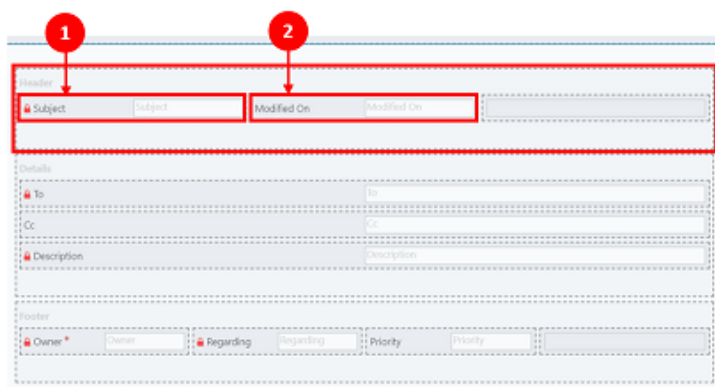 1 2
Header
Subject Subject Modified On Modified On
Details
To To
Cc Cc
Description Description
Footer
Owner * Owner Regarding Regarding Priority Priority